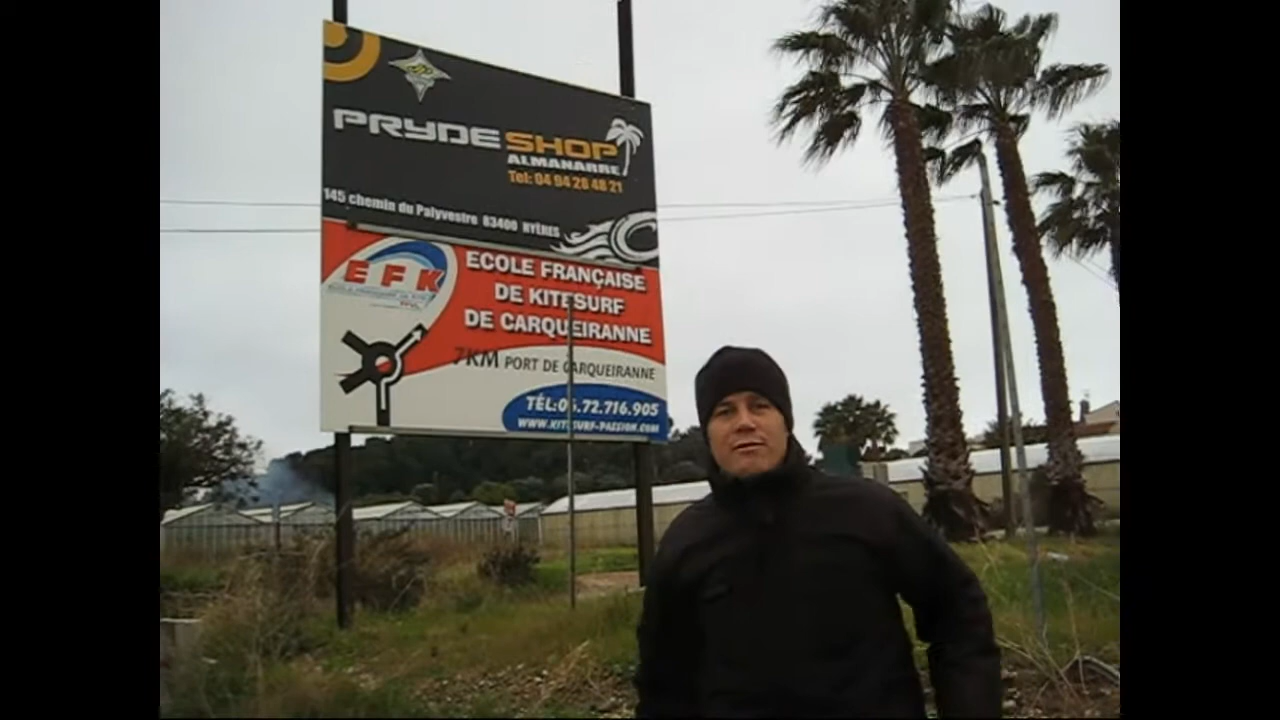 PRYDE SHOP
ALMANARRE
Tel: 04 94 28 48 21
145 chemin du Palyvestre 83400 HYÈRES
EFK
ECOLE FRANÇAISE
DE KITESURF
DE CARQUEIRANNE
7KM PORT DE CARQUEIRANNE
TÉL:06.72.716.905
WWW.KITESURF-PASSION.COM